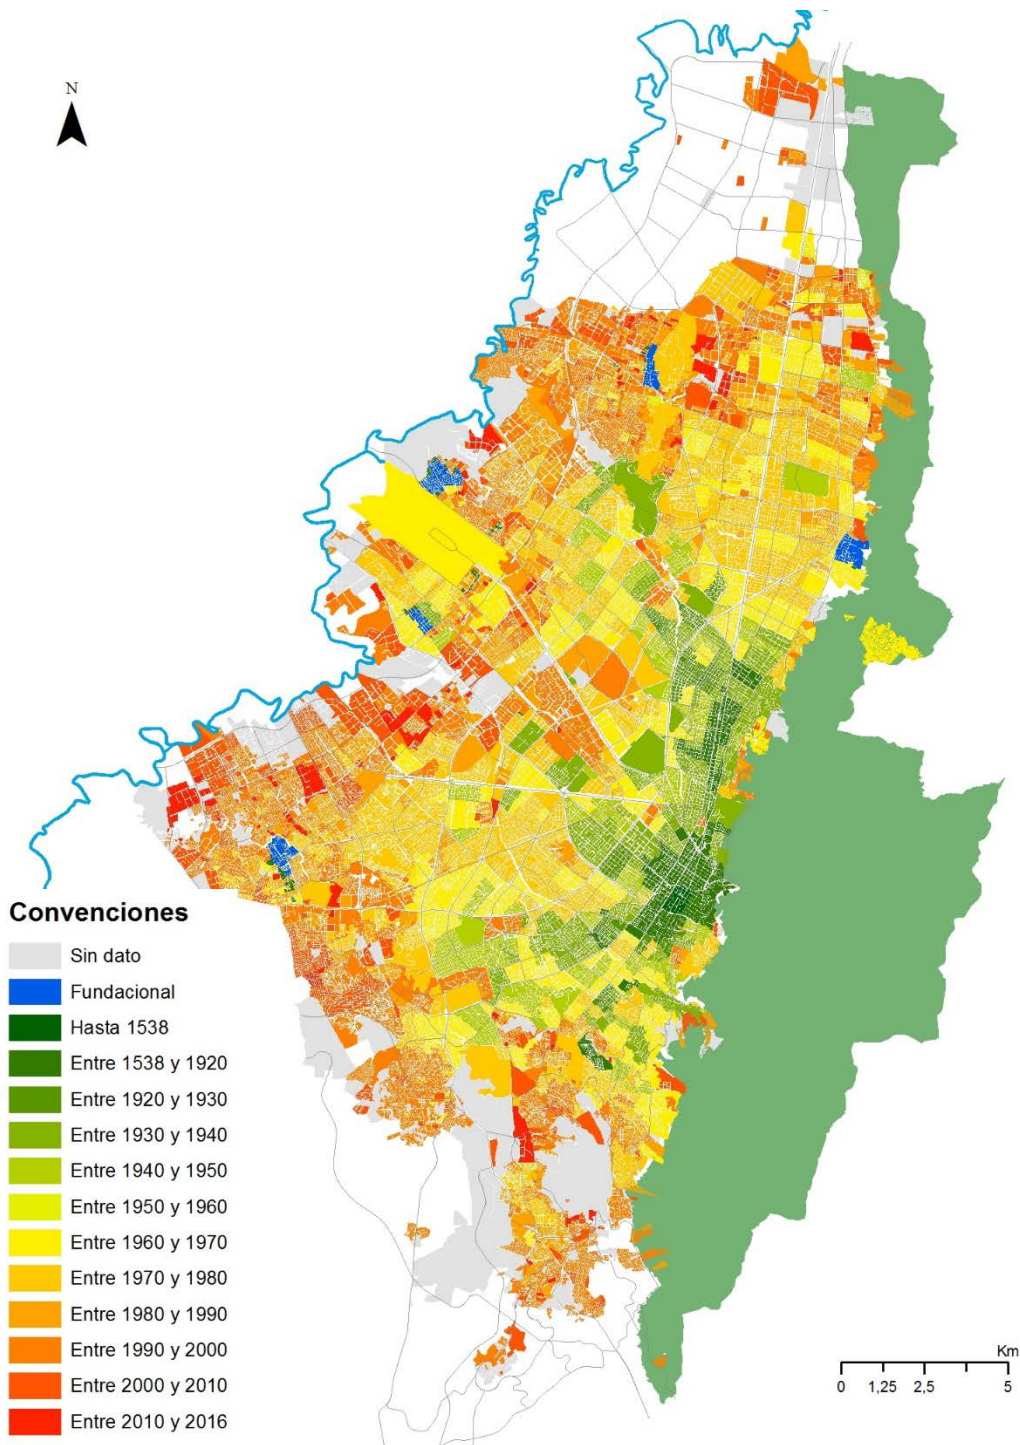 N
Convenciones
Sin dato
Fundacional
Hasta 1538
Entre 1538 y 1920
Entre 1920 y 1930
Entre 1930 y 1940
Entre 1940 y 1950
Entre 1950 y 1960
Entre 1960 y 1970
Entre 1970 y 1980
Entre 1980 y 1990
Entre 1990 y 2000
Entre 2000 y 2010
Entre 2010 y 2016
Km
0 1,25 2,5 5